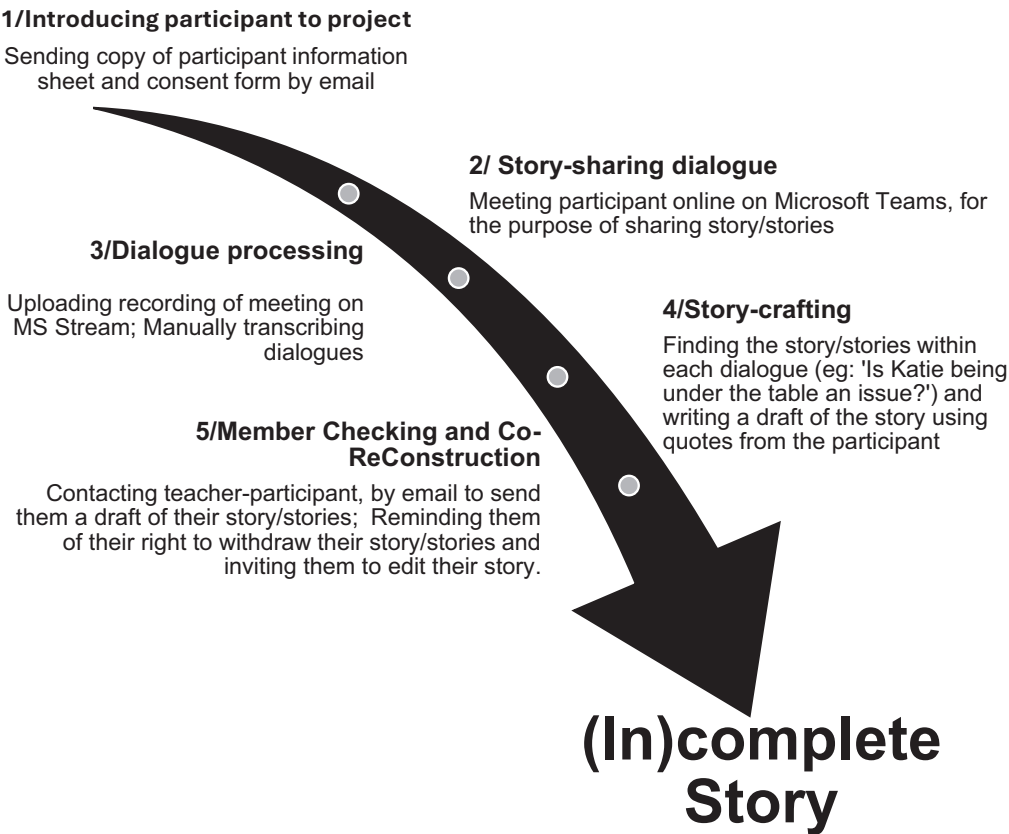 1/Introducing participant to project
Sending copy of participant information
sheet and consent form by email
2/ Story-sharing dialogue
Meeting participant online on Microsoft Teams, for
the purpose of sharing story/stories
3/Dialogue processing
Uploading recording of meeting on
MS Stream; Manually transcribing
dialogues
4/Story-crafting
Finding the story/stories within
each dialogue (eg: 'Is Katie being
under the table an issue?') and
writing a draft of the story using
quotes from the participant
5/Member Checking and Co-
ReConstruction
Contacting teacher-participant, by email to send
them a draft of their story/stories; Reminding them
of their right to withdraw their story/stories and
inviting them to edit their story.
(In)complete
Story